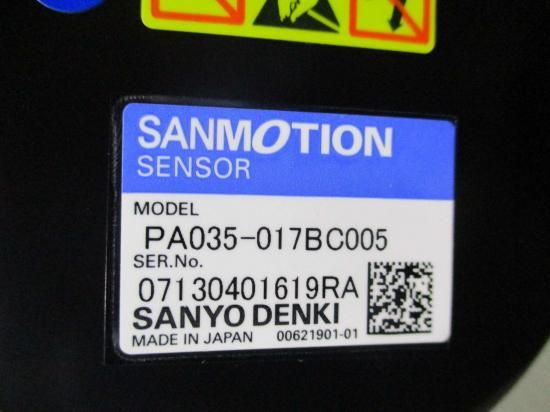 SANMOTION
SENSOR
MODEL
PA035-017BC005
SER.No.
07130401619RA
SANYO DENKI
MADE IN JAPAN 00621901-01